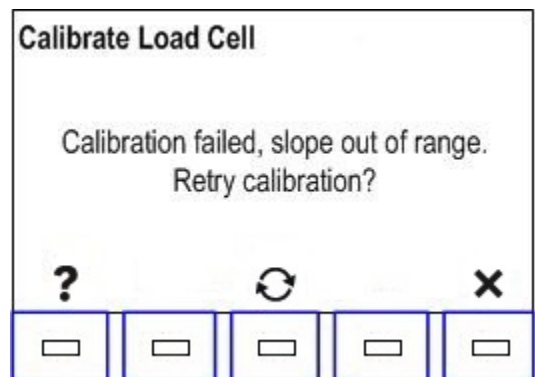 Calibrate Load Cell
Calibration failed, slope out of range.
Retry calibration?
?